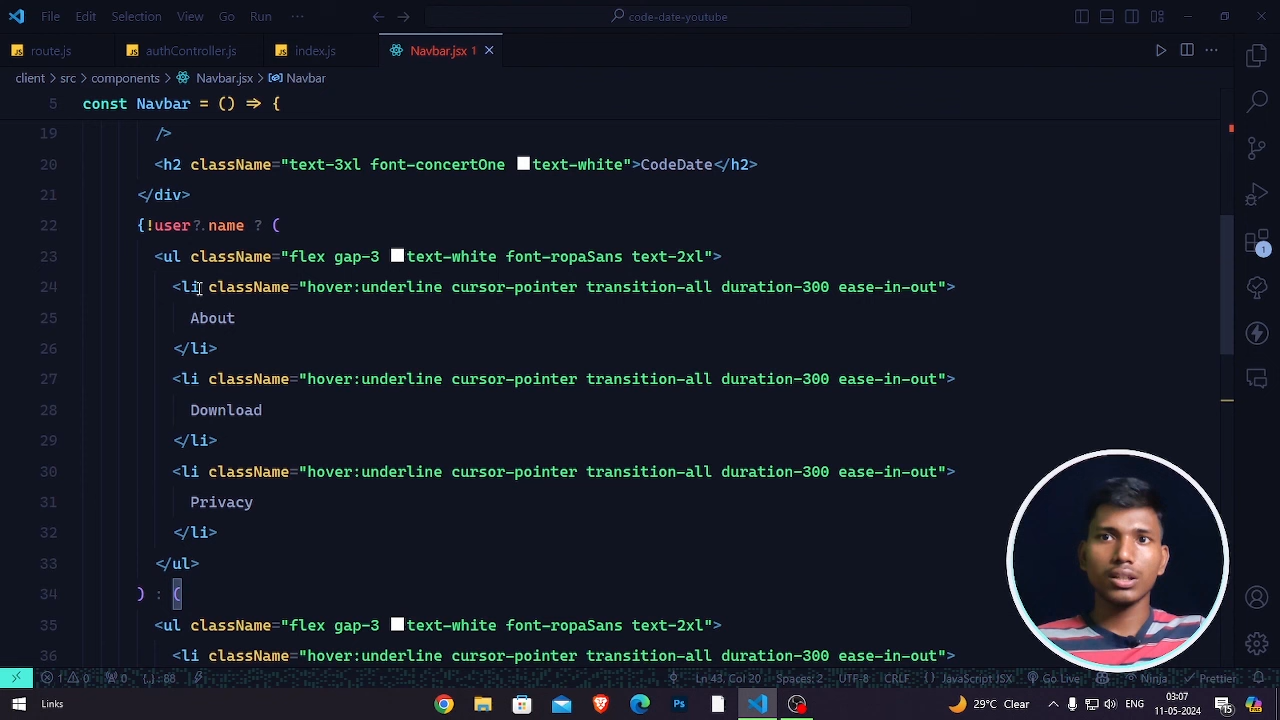 File Edit Selection View Go Run ··· code-date-youtube
route.js authController.js index.js Navbar.jsx 1
client > src > components > Navbar.jsx > Navbar
5 const Navbar = () => {
19 />
20 <h2 className="text-3xl font-concertOne text-white">CodeDate</h2>
21 </div>
22 {!user?.name ? (
23 <ul className="flex gap-3 text-white font-ropaSans text-2xl">
24 <li className="hover:underline cursor-pointer transition-all duration-300 ease-in-out">
25 About
26 </li>
27 <li className="hover:underline cursor-pointer transition-all duration-300 ease-in-out">
28 Download
29 </li>
30 <li className="hover:underline cursor-pointer transition-all duration-300 ease-in-out">
31 Privacy
32 </li>
33 </ul>
34 ) : (
35 <ul className="flex gap-3 text-white font-ropaSans text-2xl">
36 <li className="hover:underline cursor-pointer transition-all duration-300 ease-in-out">
1 0 0 {.} : 88 Ln 43, Col 20 Spaces: 2 UTF-8 CRLF {} JavaScript JSX Go Live Ninja Prettier
Links 29°C Clear ENG 03:07
11-05-2024